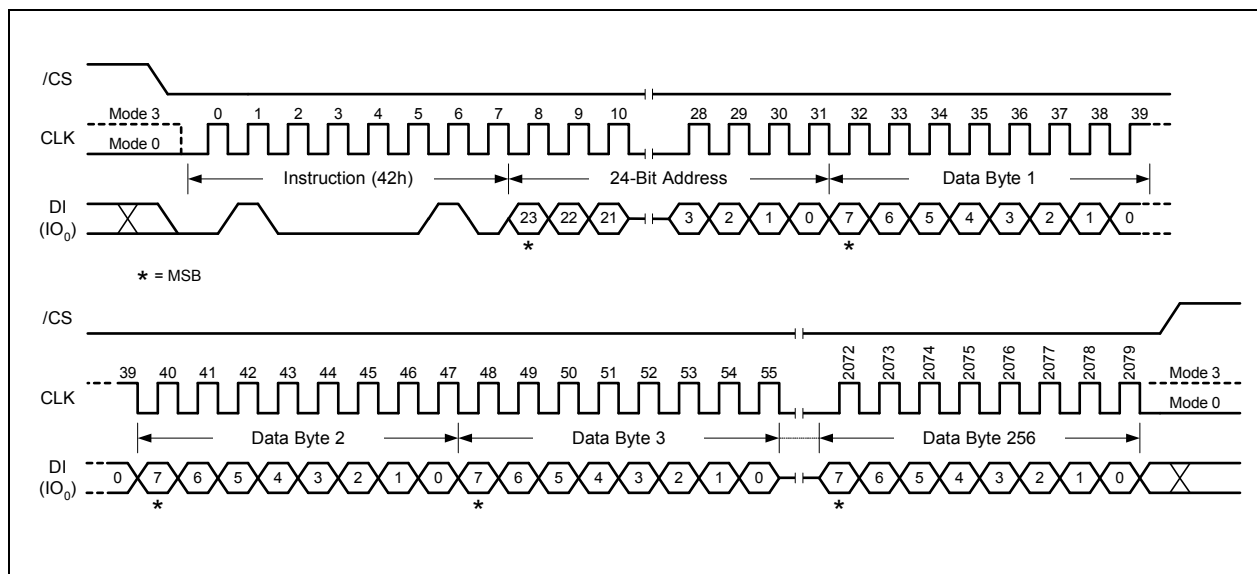 /CS
Mode 3 0 1 2 3 4 5 6 7 8 9 10 28 29 30 31 32 33 34 35 36 37 38 39
CLK
Mode 0
Instruction (42h) 24-Bit Address Data Byte 1
DI
(IO0) 23 22 21 3 2 1 0 7 6 5 4 3 2 1 0
* *
* = MSB
/CS
39 40 41 42 43 44 45 46 47 48 49 50 51 52 53 54 55 2072 2073 2074 2075 2076 2077 2078 2079 Mode 3
CLK
Mode 0
Data Byte 2 Data Byte 3 Data Byte 256
DI
(IO0) 0 7 6 5 4 3 2 1 0 7 6 5 4 3 2 1 0 7 6 5 4 3 2 1 0
* * *